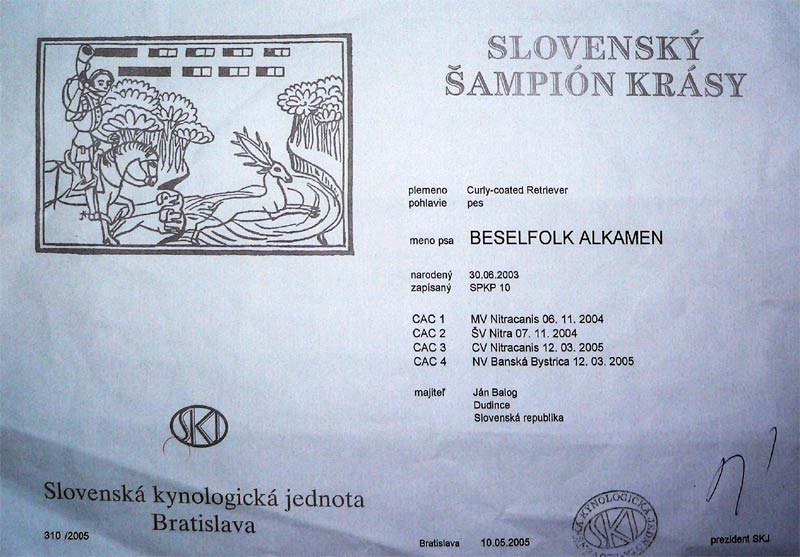 SLOVENSKÝ
ŠAMPIÓN KRÁSY
plemeno Curly-coated Retriever
pohlavie pes
meno psa BESELFOLK ALKAMEN
narodený 30.06.2003
zapísaný SPKP 10
CAC 1 MV Nitracanis 06. 11. 2004
CAC 2 ŠV Nitra 07. 11. 2004
CAC 3 CV Nitracanis 12. 03. 2005
CAC 4 NV Banská Bystrica 12. 03. 2005
majiteľ Ján Balog
Dudince
Slovenská republika
SKJ
Slovenská kynologická jednota
Bratislava
310 /2005
Bratislava 10.05.2005
SKJ
prezident SKJ